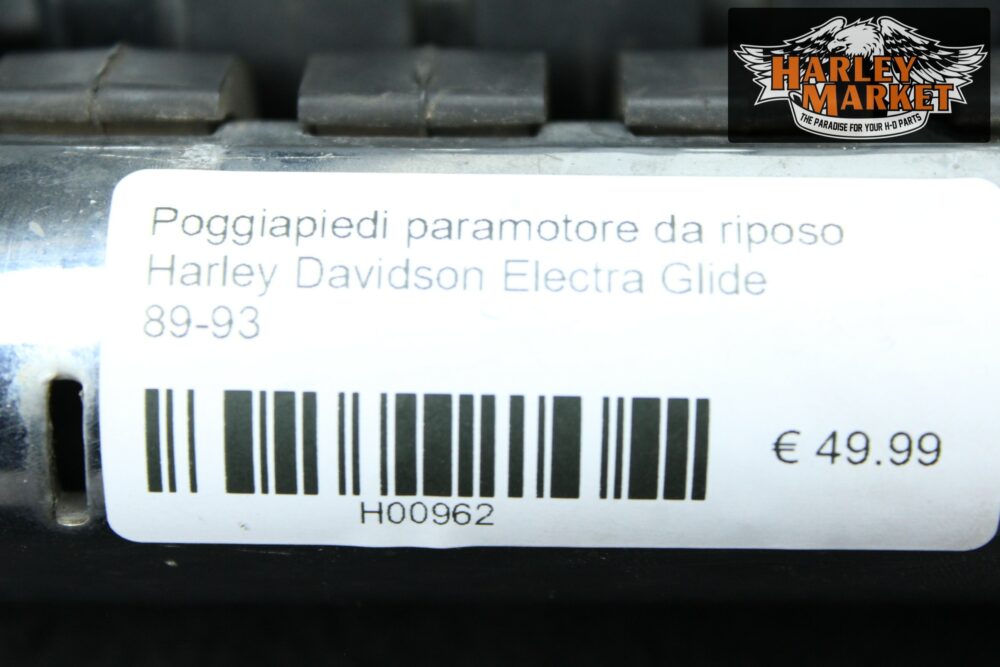 HARLEY
MARKET
THE PARADISE FOR YOUR H-D PARTS
Poggiapiedi paramotore da riposo
Harley Davidson Electra Glide
89-93
€ 49.99
H00962